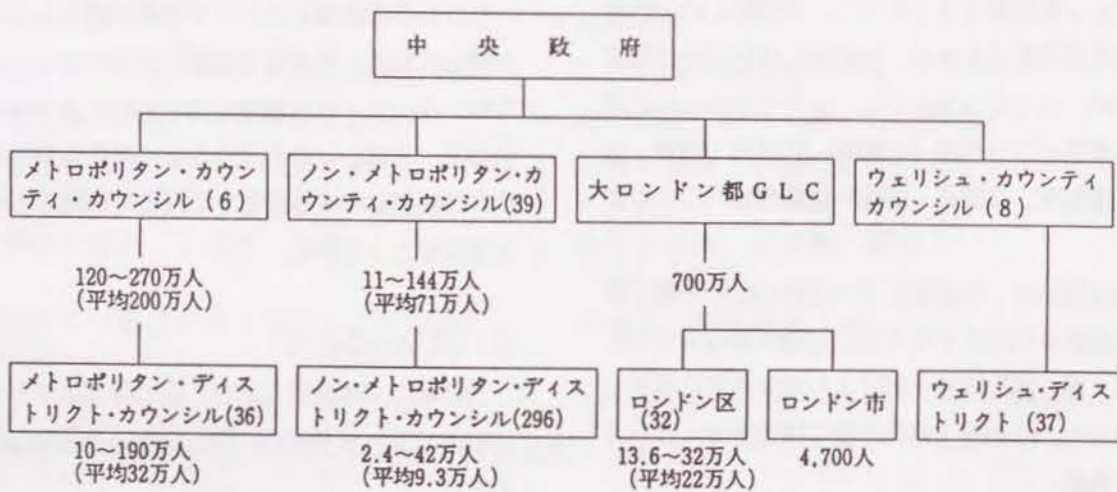 中央政府
メトロポリタン・カウン
ティ・カウンシル(6)
ノン・メトロポリタン・カ
ウンティ・カウンシル(39)
大ロンドン都GLC
ウェリシュ・カウンティ
カウンシル(8)
120〜270万人
(平均200万人)
11〜144万人
(平均71万人)
700万人
メトロポリタン・ディス
トリクト・カウンシル(36)
ノン・メトロポリタン・ディス
トリクト・カウンシル(296)
ロンドン区
(32)
ロンドン市
ウェリシュ・ディス
トリクト(37)
10〜190万人
(平均32万人)
2.4〜42万人
(平均9.3万人)
13.6〜32万人
(平均22万人)
4,700人